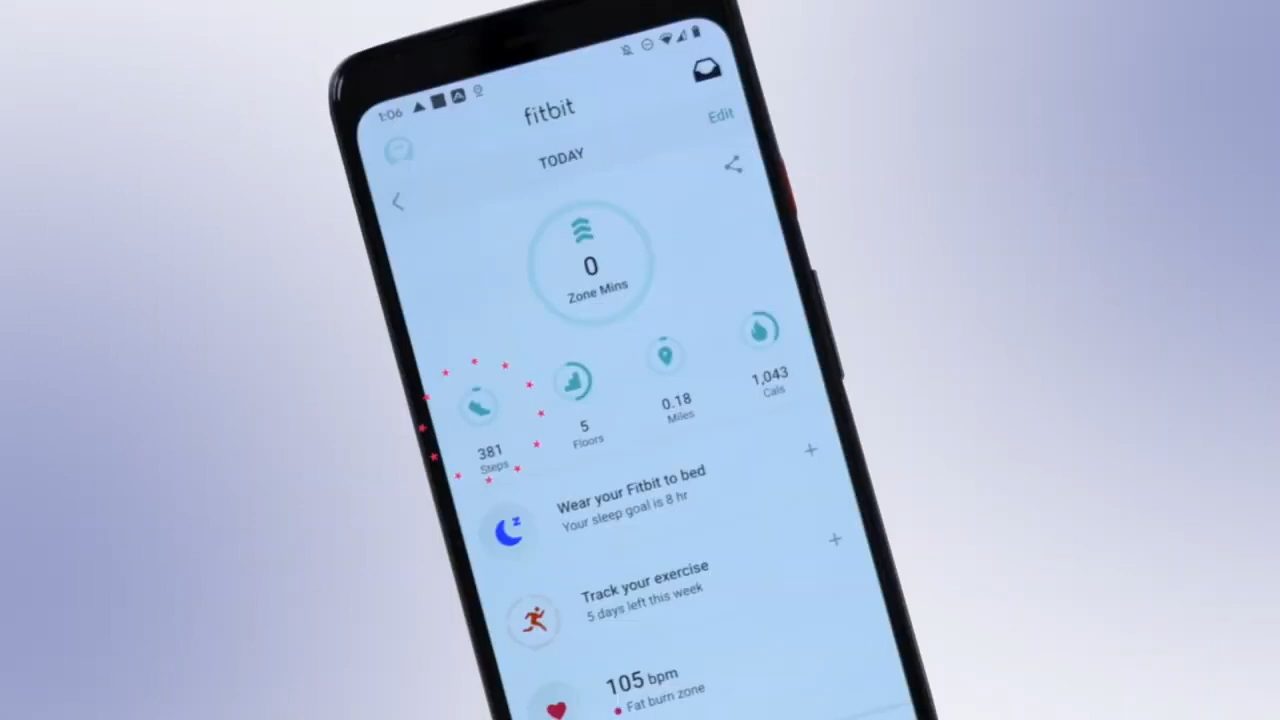 1:06
fitbit
Edit
TODAY
0
Zone Mins
381
Steps
5
Floors
0.18
Miles
1,043
Cals
Wear your Fitbit to bed
Your sleep goal is 8 hr
Track your exercise
5 days left this week
105 bpm
Fat burn zone